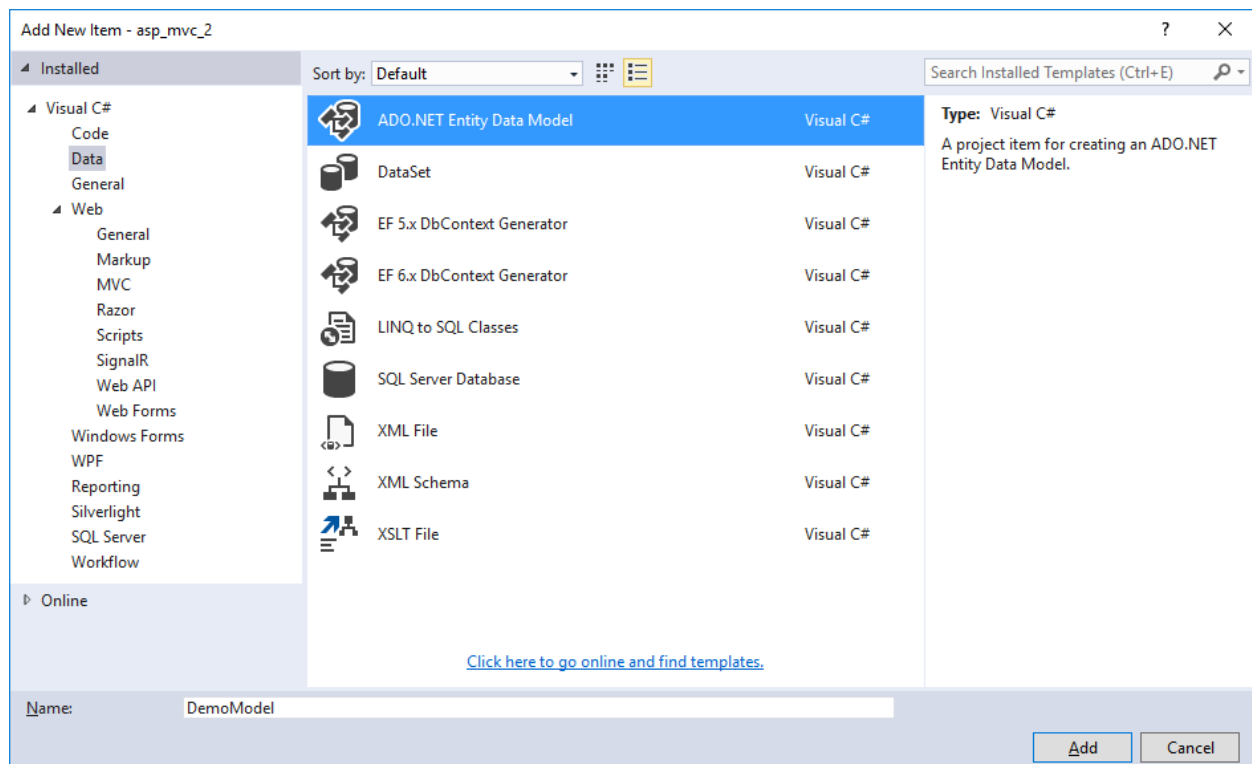 Add New Item - asp_mvc_2
?
Installed
Visual C#
Code
Data
General
Web
General
Markup
MVC
Razor
Scripts
SignalR
Web API
Web Forms
Windows Forms
WPF
Reporting
Silverlight
SQL Server
Workflow
Online
Sort by: Default
ADO.NET Entity Data Model Visual C#
DataSet Visual C#
EF 5.x DbContext Generator Visual C#
EF 6.x DbContext Generator Visual C#
LINQ to SQL Classes Visual C#
SQL Server Database Visual C#
XML File Visual C#
XML Schema Visual C#
XSLT File Visual C#
Click here to go online and find templates.
Search Installed Templates (Ctrl+E)
Type: Visual C#
A project item for creating an ADO.NET
Entity Data Model.
Name: DemoModel
Add Cancel